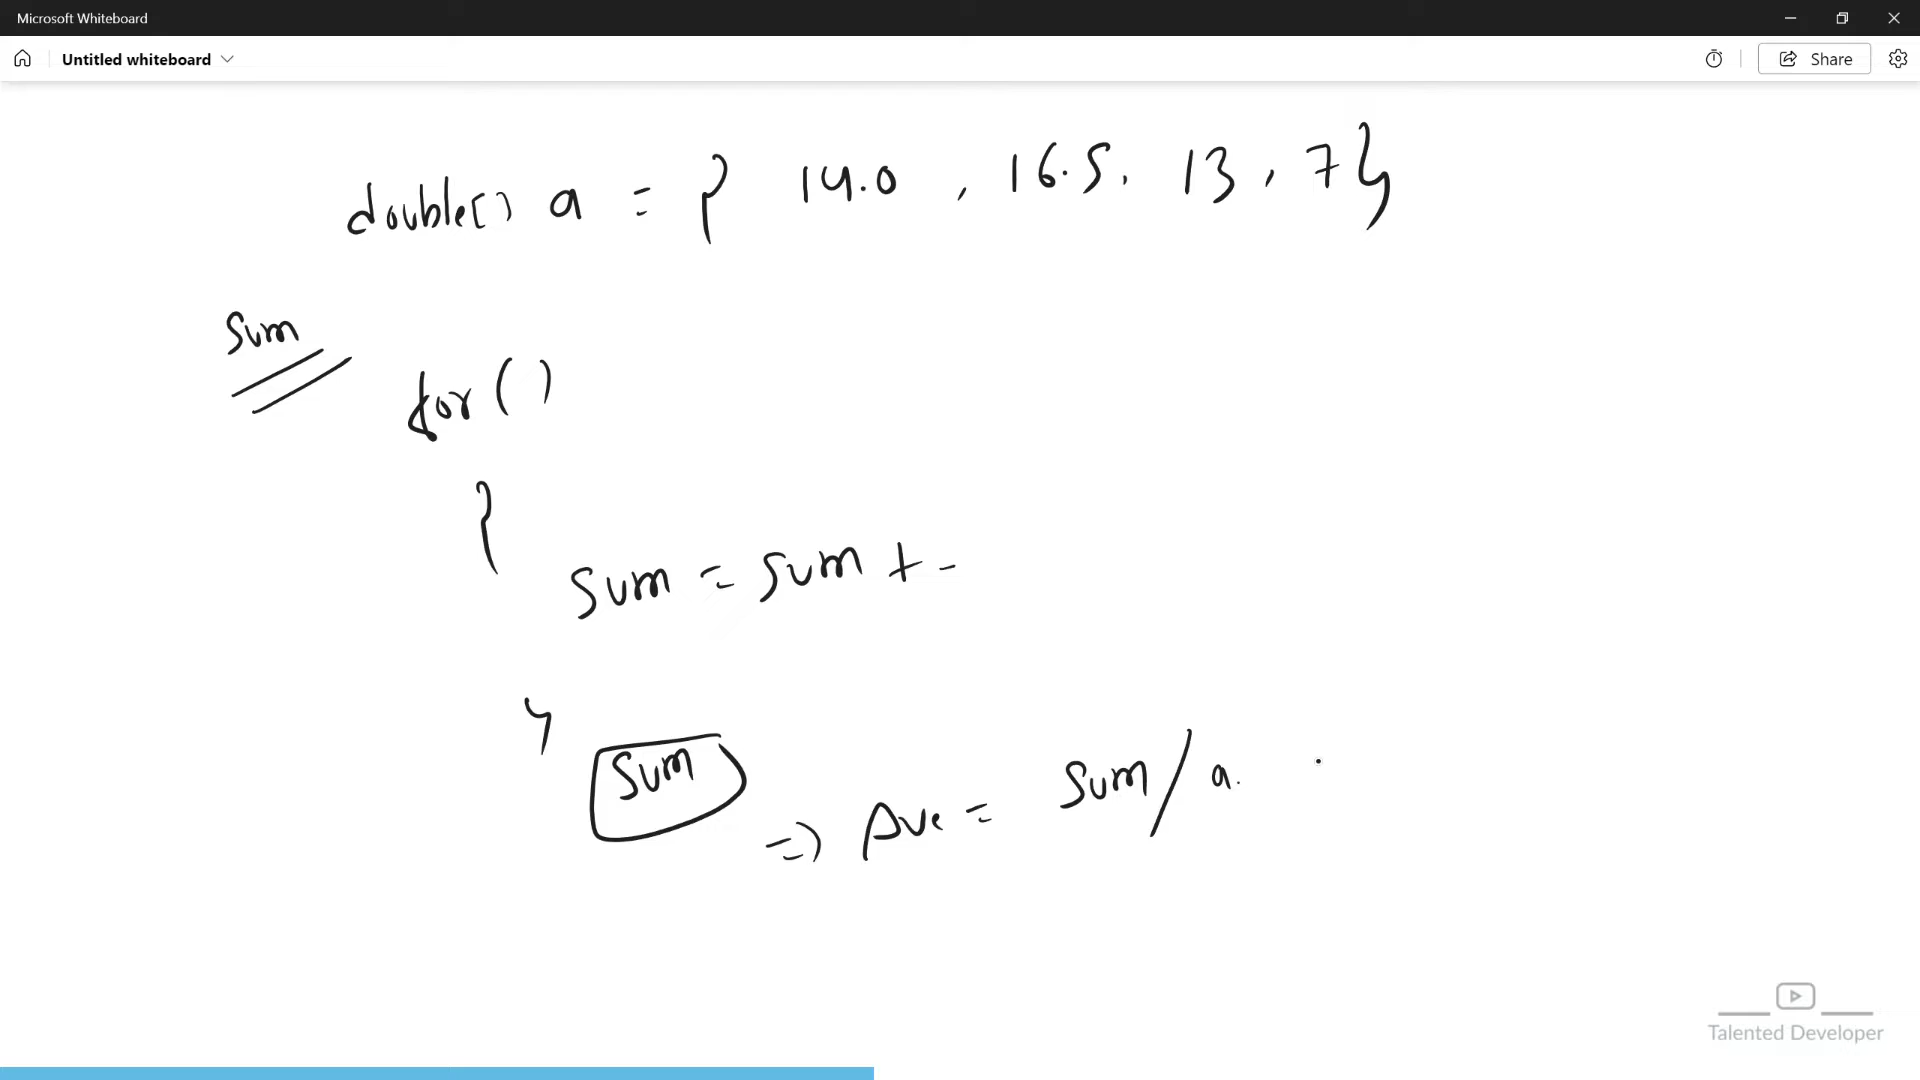 Microsoft Whiteboard
Untitled whiteboard
Share
double[] a = { 14.0 , 16.5, 13 , 7}
Sum
for ( )
{
Sum = Sum + -
}
Sum
=> Ave = Sum / a.
Talented Developer